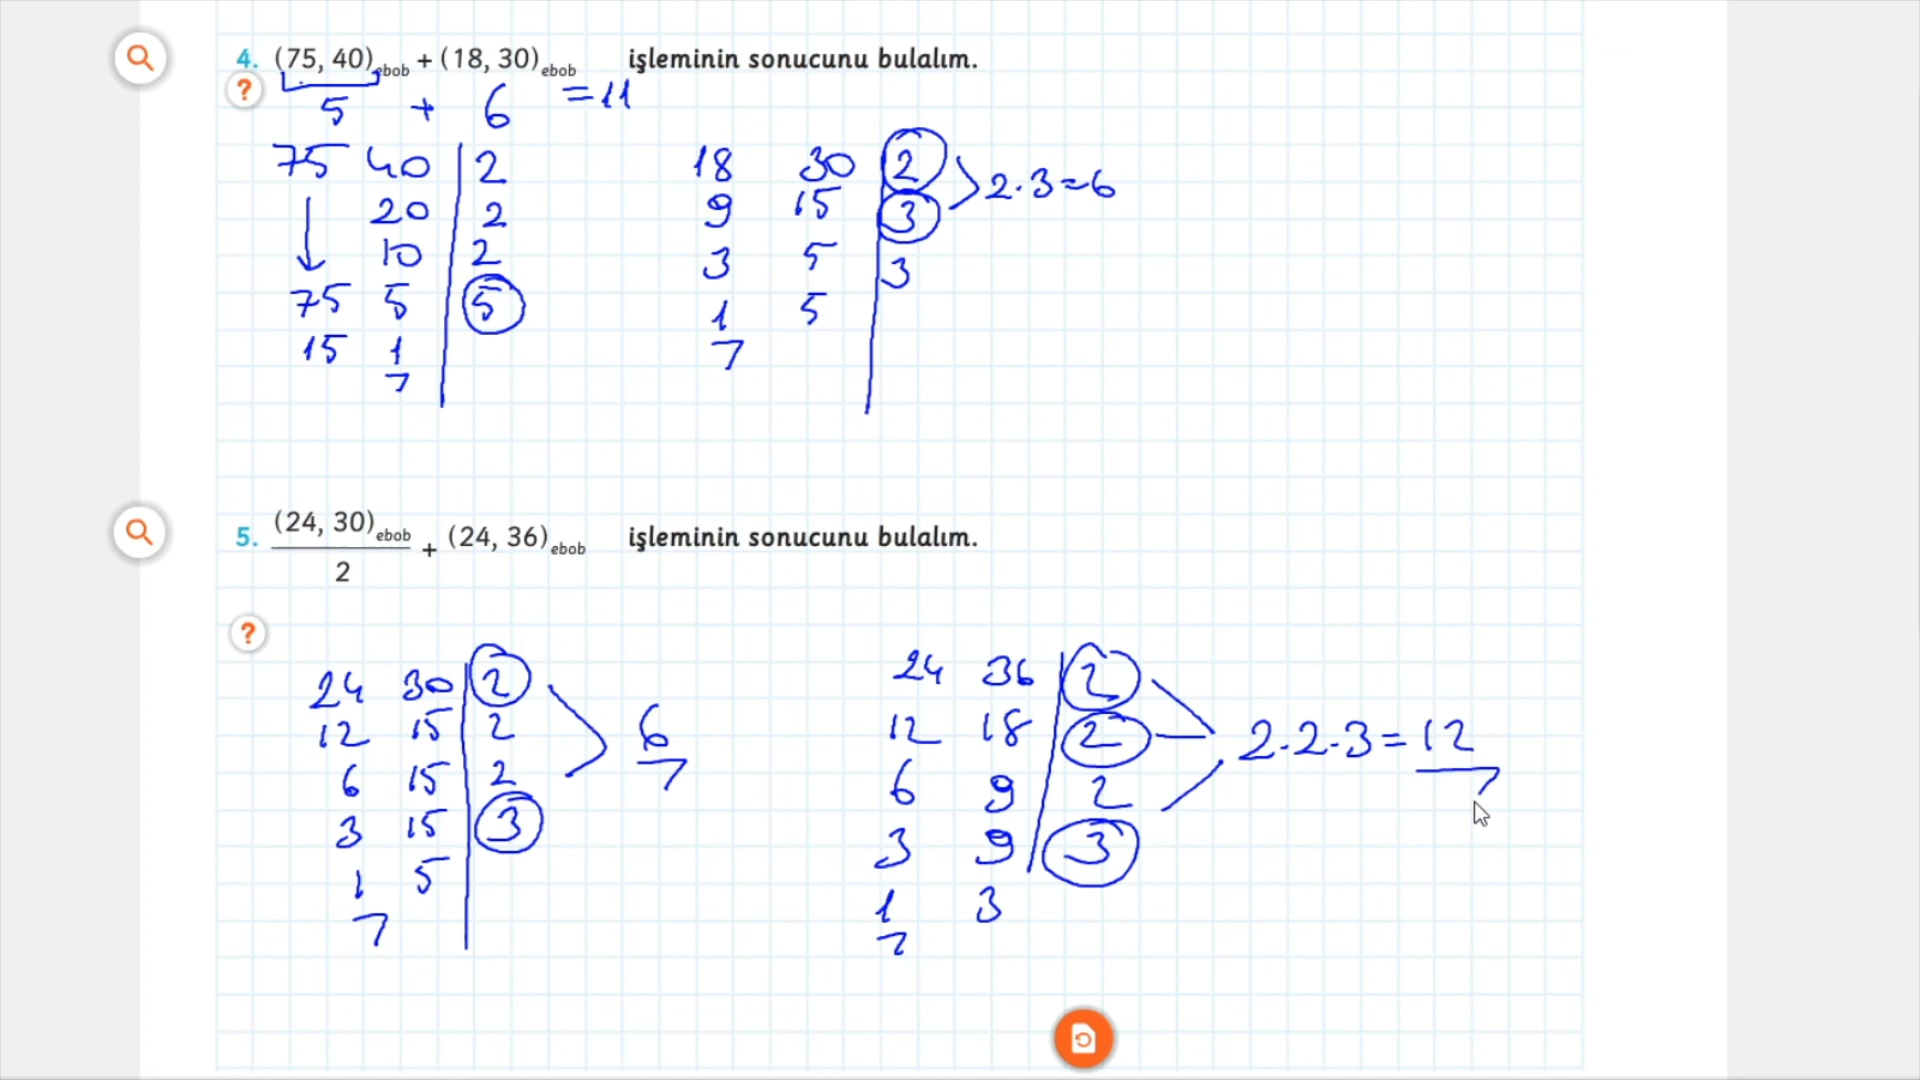 4. (75, 40)ebob + (18, 30)ebob işleminin sonucunu bulalım.
?
5 + 6 = 11
75 40 2
20 2
10 2
75 5 5
15 1
18 30 2
9 15 3
3 5 3
1 5
2·3=6
5. (24, 30)ebob / 2 + (24, 36)ebob işleminin sonucunu bulalım.
?
24 30 2
12 15 2
6 15 2
3 15 3
1 5
6
24 36 2
12 18 2
6 9 2
3 9 3
1 3
2·2·3=12